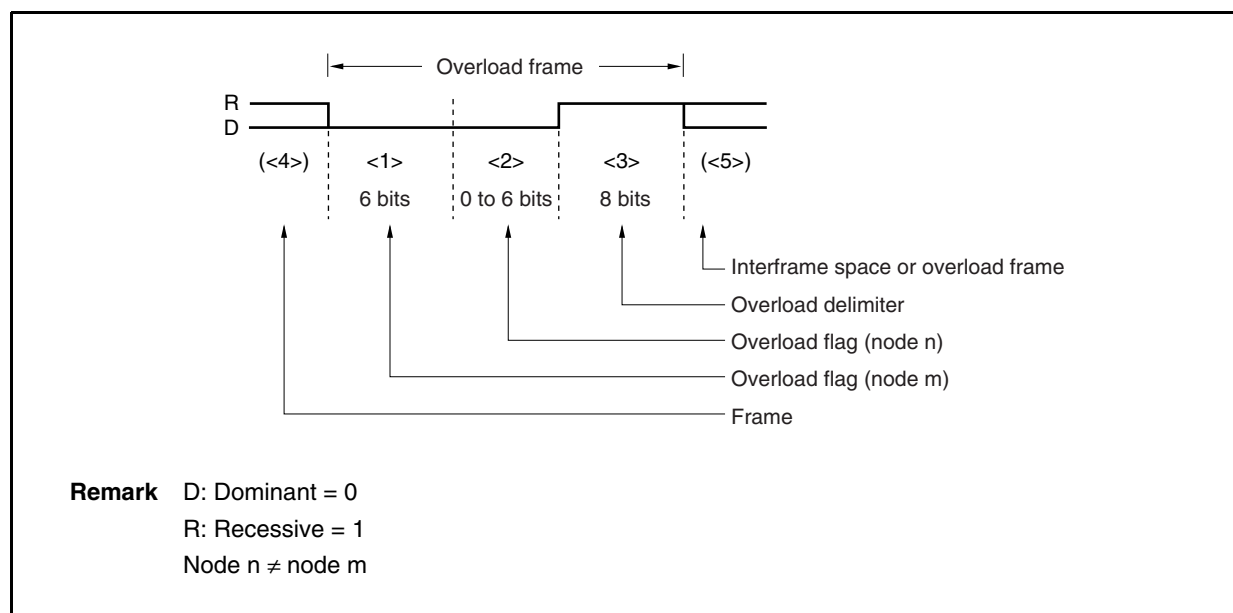 Overload frame
R
D
(<4>) <1> <2> <3> (<5>)
6 bits 0 to 6 bits 8 bits
Interframe space or overload frame
Overload delimiter
Overload flag (node n)
Overload flag (node m)
Frame
Remark D: Dominant = 0
R: Recessive = 1
Node n ≠ node m